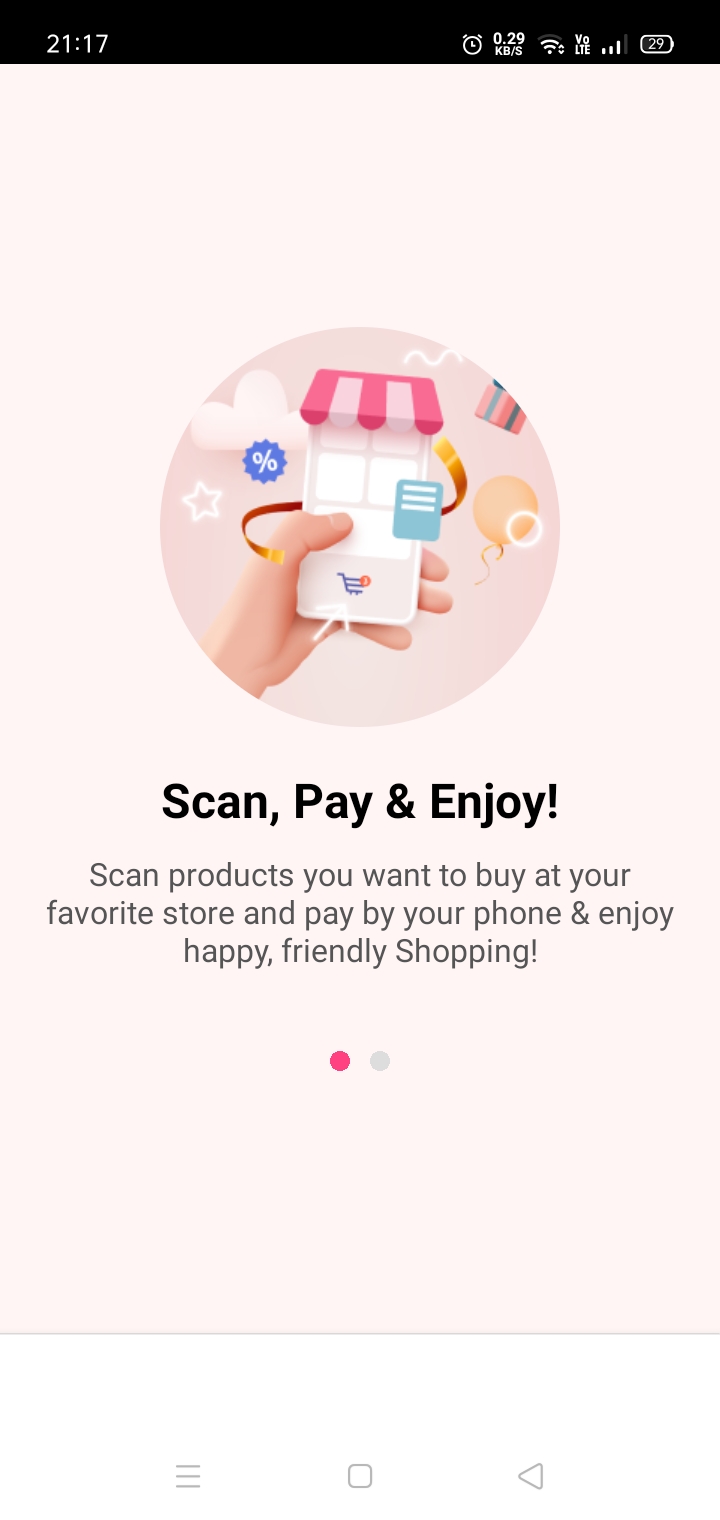 21:17
0.29
KB/S
Vo
LTE
29
%
Scan, Pay & Enjoy!
Scan products you want to buy at your
favorite store and pay by your phone & enjoy
happy, friendly Shopping!